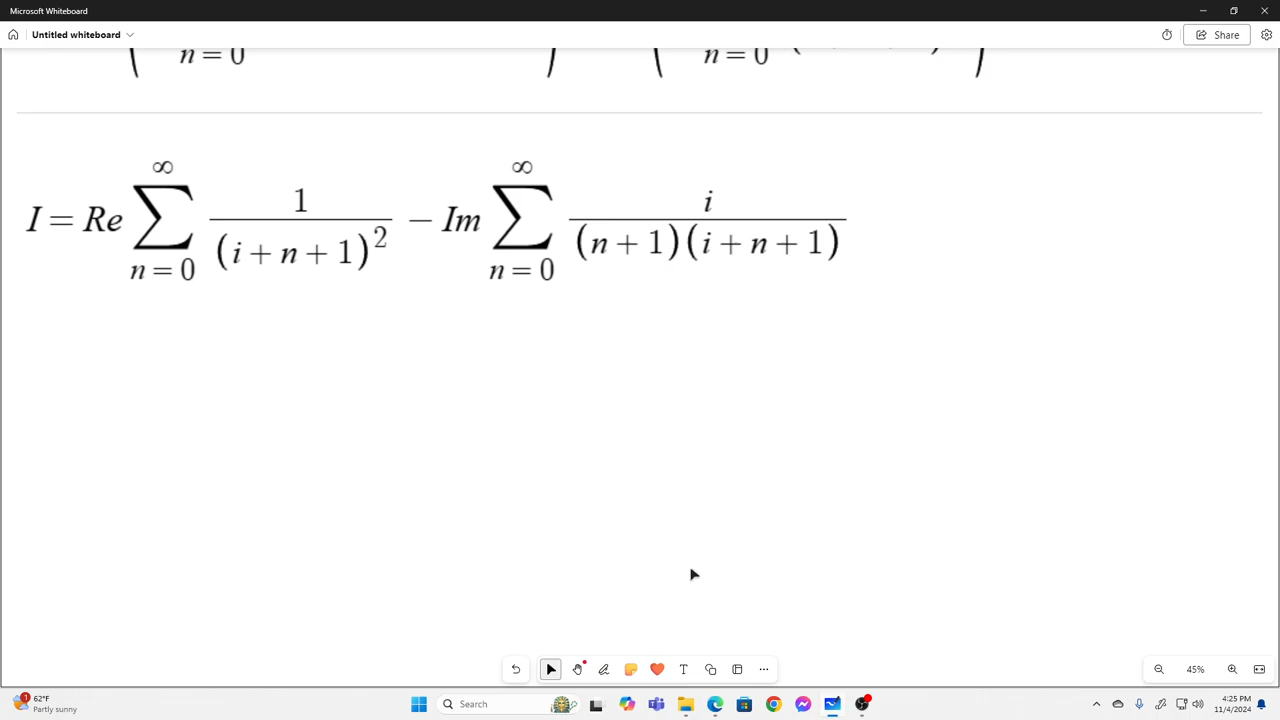 Microsoft Whiteboard
Untitled whiteboard
Share
n = 0 n = 0
I = Re ∑_{n = 0}^{∞} 1/(i + n + 1)^2 − Im ∑_{n = 0}^{∞} i/((n + 1)(i + n + 1))
45%
1
62°F
Partly sunny
Search
4:25 PM
11/4/2024